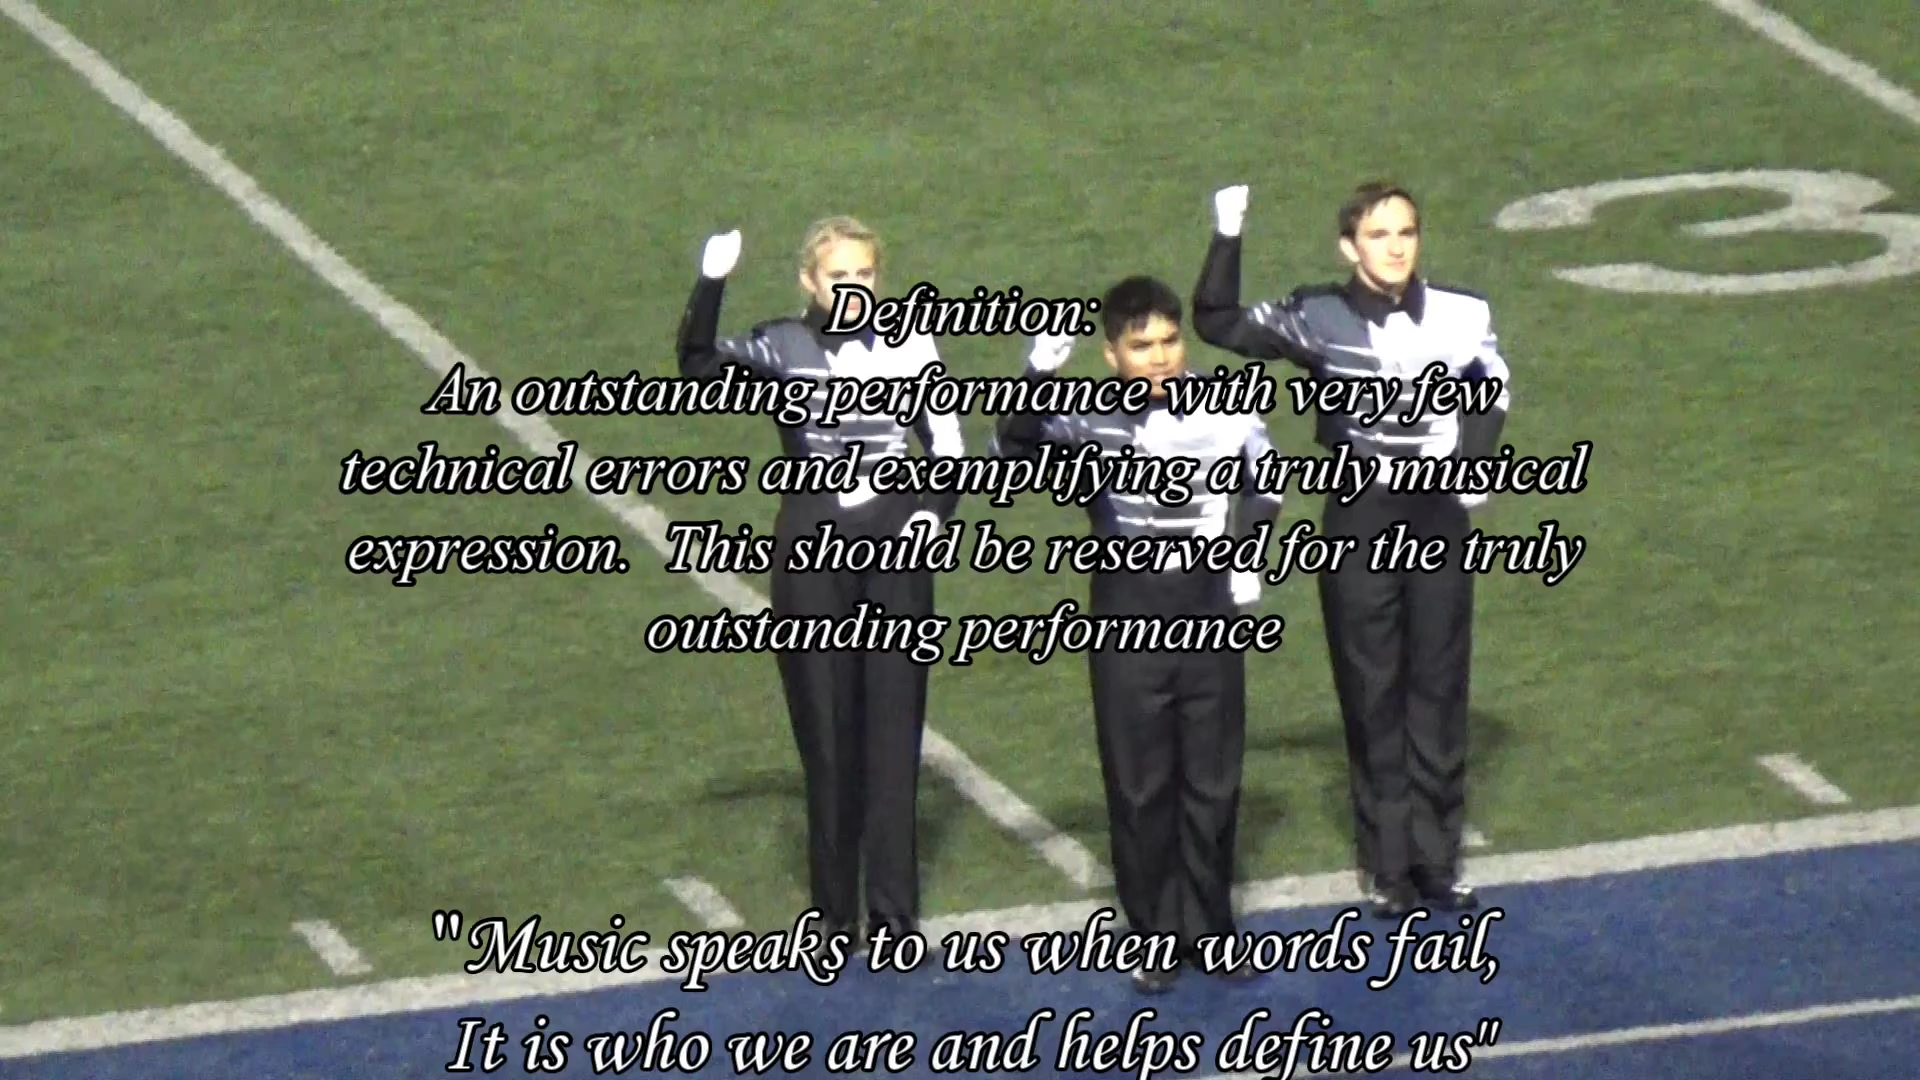 3
Definition:
An outstanding performance with very few
technical errors and exemplifying a truly musical
expression. This should be reserved for the truly
outstanding performance
"Music speaks to us when words fail,
It is who we are and helps define us"